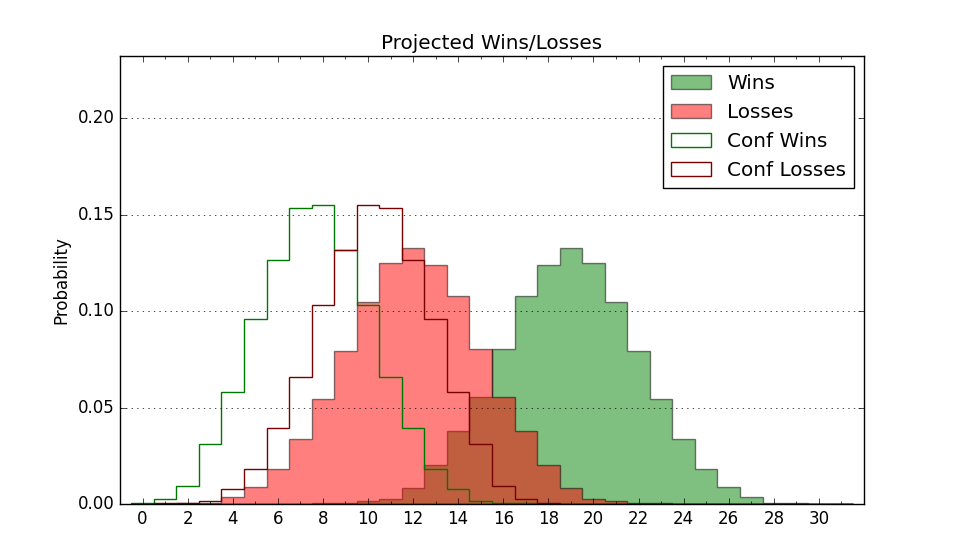 Projected Wins/Losses
Wins
Losses
Conf Wins
Conf Losses
Probability
0.20
0.15
0.10
0.05
0.00
0 2 4 6 8 10 12 14 16 18 20 22 24 26 28 30